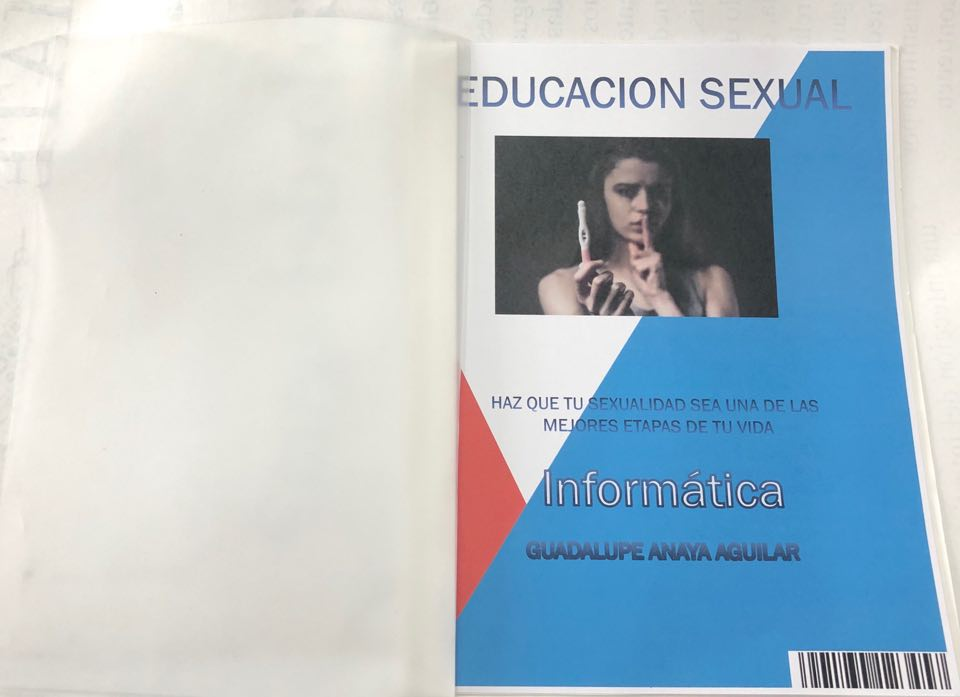 EDUCACION SEXUAL
HAZ QUE TU SEXUALIDAD SEA UNA DE LAS
MEJORES ETAPAS DE TU VIDA
Informática
GUADALUPE ANAYA AGUILAR